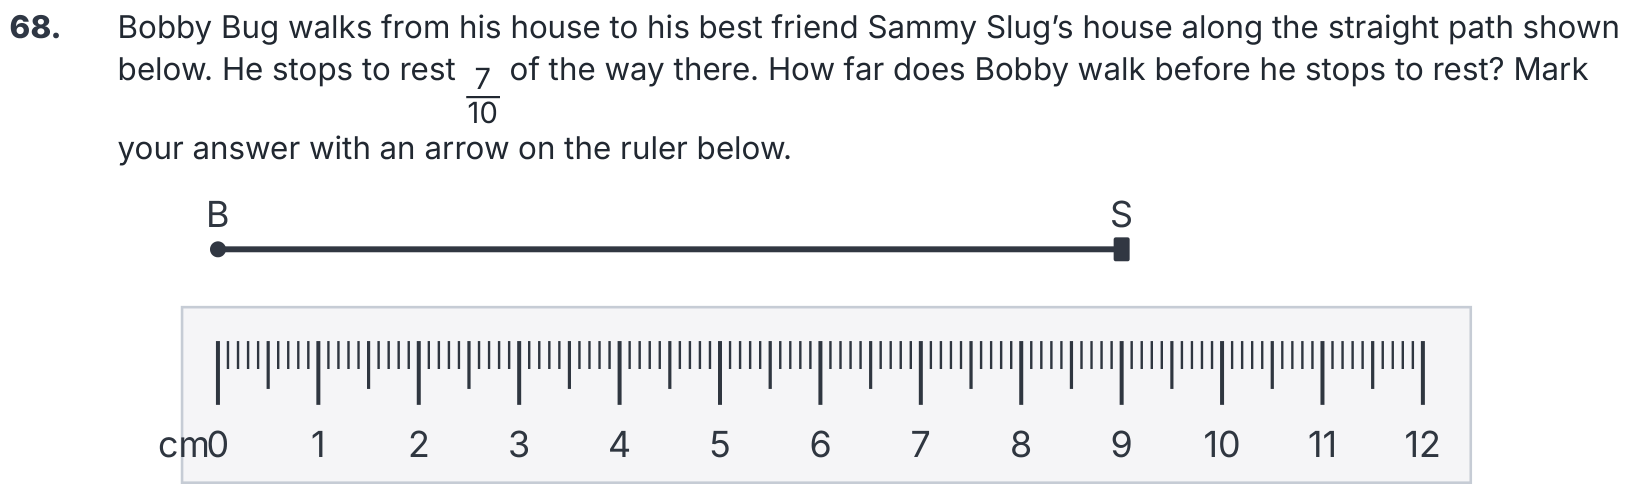 68. Bobby Bug walks from his house to his best friend Sammy Slug’s house along the straight path shown
below. He stops to rest 7/10 of the way there. How far does Bobby walk before he stops to rest? Mark
your answer with an arrow on the ruler below.
B S
cm 0 1 2 3 4 5 6 7 8 9 10 11 12